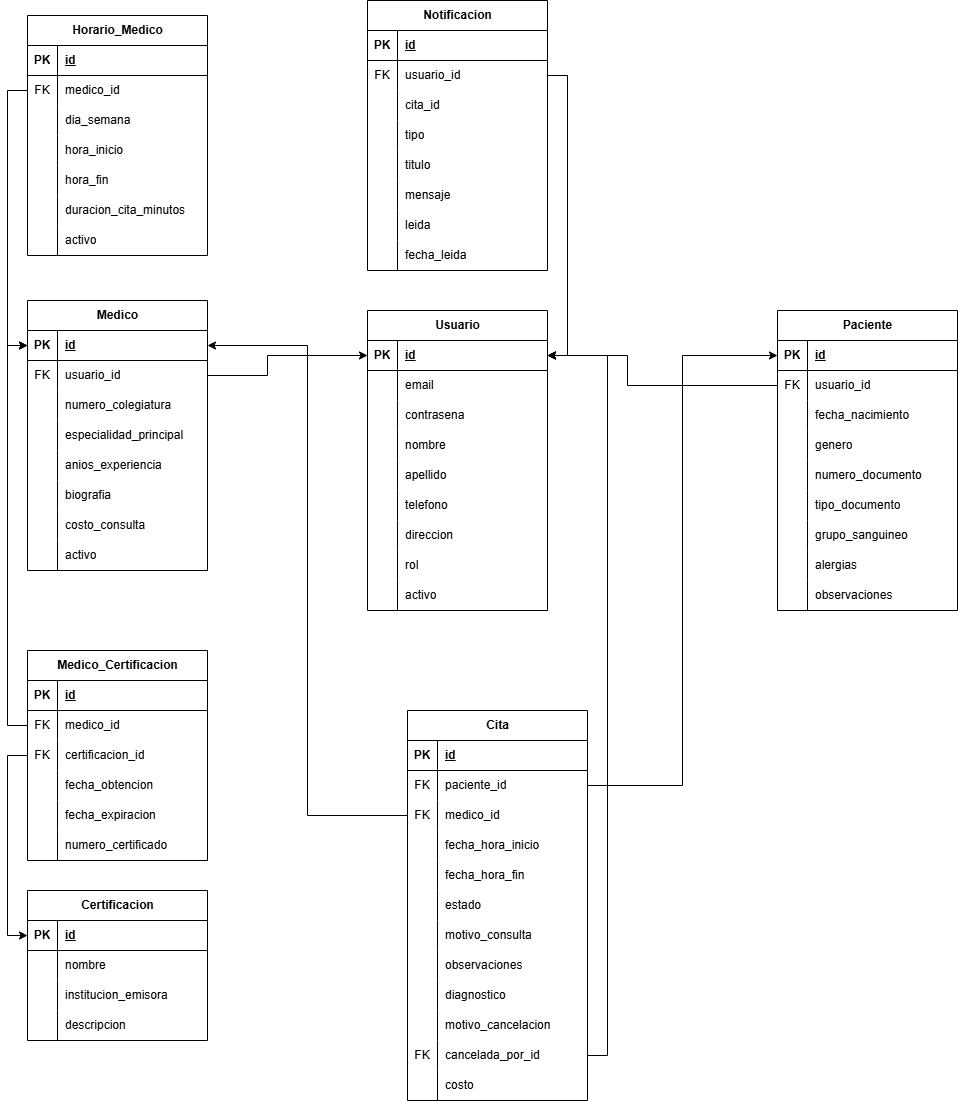 Horario_Medico
PK id
FK medico_id
dia_semana
hora_inicio
hora_fin
duracion_cita_minutos
activo
Notificacion
PK id
FK usuario_id
cita_id
tipo
titulo
mensaje
leida
fecha_leida
Medico
PK id
FK usuario_id
numero_colegiatura
especialidad_principal
anios_experiencia
biografia
costo_consulta
activo
Usuario
PK id
email
contrasena
nombre
apellido
telefono
direccion
rol
activo
Paciente
PK id
FK usuario_id
fecha_nacimiento
genero
numero_documento
tipo_documento
grupo_sanguineo
alergias
observaciones
Medico_Certificacion
PK id
FK medico_id
FK certificacion_id
fecha_obtencion
fecha_expiracion
numero_certificado
Certificacion
PK id
nombre
institucion_emisora
descripcion
Cita
PK id
FK paciente_id
FK medico_id
fecha_hora_inicio
fecha_hora_fin
estado
motivo_consulta
observaciones
diagnostico
motivo_cancelacion
FK cancelada_por_id
costo